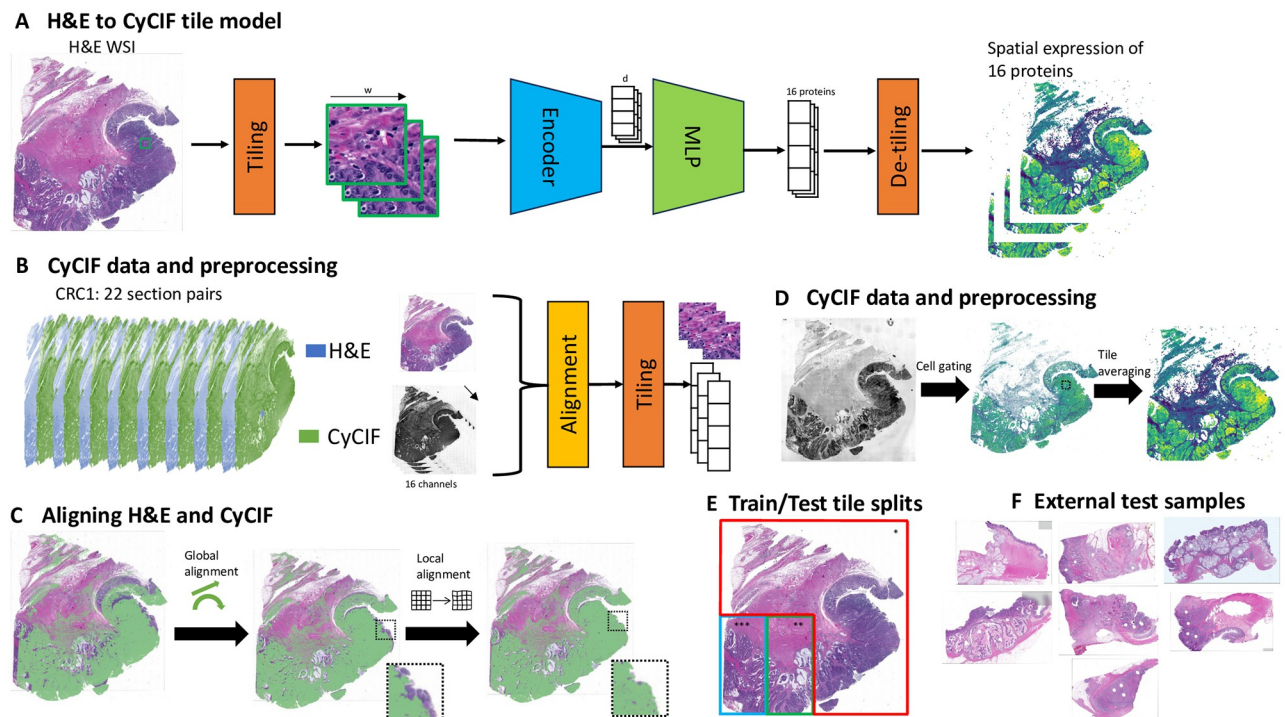 A H&E to CyCIF tile model
H&E WSI
Tiling
w
Encoder
d
MLP
16 proteins
De-tiling
Spatial expression of
16 proteins
B CyCIF data and preprocessing
CRC1: 22 section pairs
H&E
CyCIF
16 channels
Alignment
Tiling
D CyCIF data and preprocessing
Cell gating
Tile
averaging
C Aligning H&E and CyCIF
Global
alignment
Local
alignment
E Train/Test tile splits
*
***
**
F External test samples